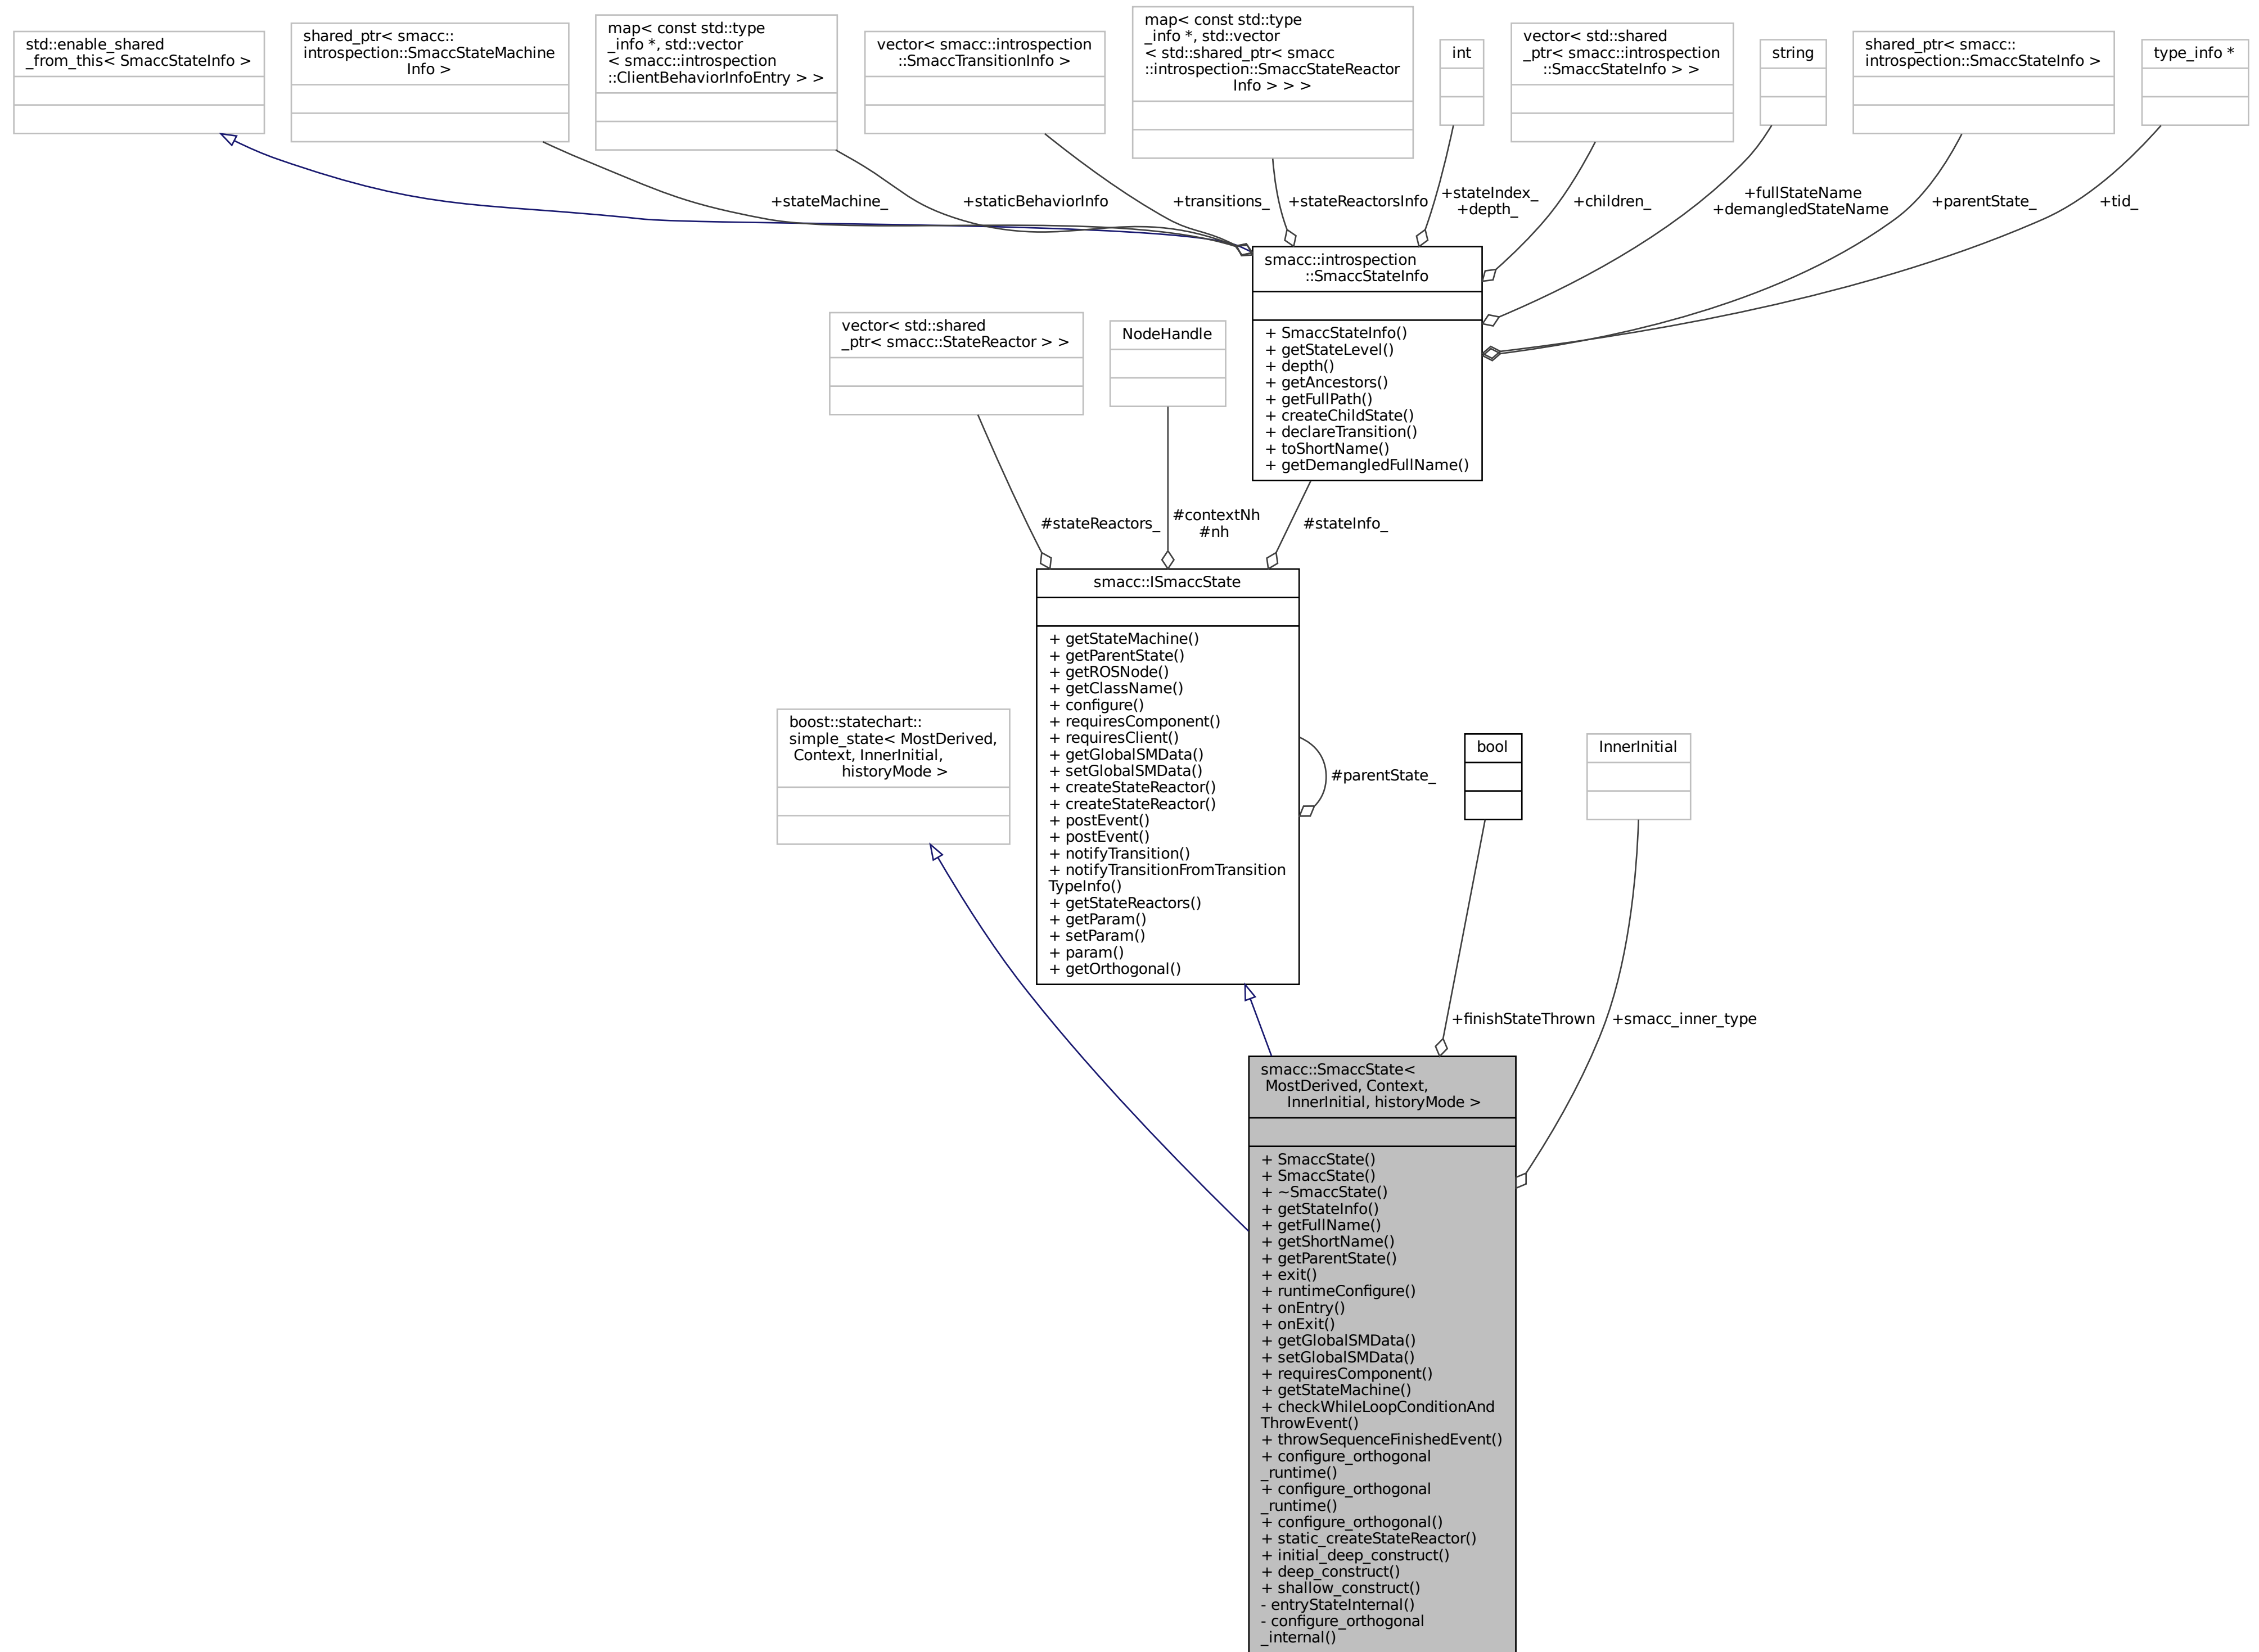 std::enable_shared
_from_this< SmaccStateInfo >
shared_ptr< smacc::
introspection::SmaccStateMachine
Info >
map< const std::type
_info *, std::vector
< smacc::introspection
::ClientBehaviorInfoEntry > >
vector< smacc::introspection
::SmaccTransitionInfo >
map< const std::type
_info *, std::vector
< std::shared_ptr< smacc
::introspection::SmaccStateReactor
Info > > >
int
vector< std::shared
_ptr< smacc::introspection
::SmaccStateInfo > >
string
shared_ptr< smacc::
introspection::SmaccStateInfo >
type_info *
+stateMachine_
+staticBehaviorInfo
+transitions_
+stateReactorsInfo
+stateIndex_
+depth_
+children_
+fullStateName
+demangledStateName
+parentState_
+tid_
smacc::introspection
::SmaccStateInfo
+ SmaccStateInfo()
+ getStateLevel()
+ depth()
+ getAncestors()
+ getFullPath()
+ createChildState()
+ declareTransition()
+ toShortName()
+ getDemangledFullName()
vector< std::shared
_ptr< smacc::StateReactor > >
NodeHandle
#stateReactors_
#contextNh
#nh
#stateInfo_
smacc::ISmaccState
+ getStateMachine()
+ getParentState()
+ getROSNode()
+ getClassName()
+ configure()
+ requiresComponent()
+ requiresClient()
+ getGlobalSMData()
+ setGlobalSMData()
+ createStateReactor()
+ createStateReactor()
+ postEvent()
+ postEvent()
+ notifyTransition()
+ notifyTransitionFromTransition
TypeInfo()
+ getStateReactors()
+ getParam()
+ setParam()
+ param()
+ getOrthogonal()
#parentState_
boost::statechart::
simple_state< MostDerived,
Context, InnerInitial,
historyMode >
bool
InnerInitial
+finishStateThrown
+smacc_inner_type
smacc::SmaccState<
MostDerived, Context,
InnerInitial, historyMode >
+ SmaccState()
+ SmaccState()
+ ~SmaccState()
+ getStateInfo()
+ getFullName()
+ getShortName()
+ getParentState()
+ exit()
+ runtimeConfigure()
+ onEntry()
+ onExit()
+ getGlobalSMData()
+ setGlobalSMData()
+ requiresComponent()
+ getStateMachine()
+ checkWhileLoopConditionAnd
ThrowEvent()
+ throwSequenceFinishedEvent()
+ configure_orthogonal
_runtime()
+ configure_orthogonal
_runtime()
+ configure_orthogonal()
+ static_createStateReactor()
+ initial_deep_construct()
+ deep_construct()
+ shallow_construct()
- entryStateInternal()
- configure_orthogonal
_internal()